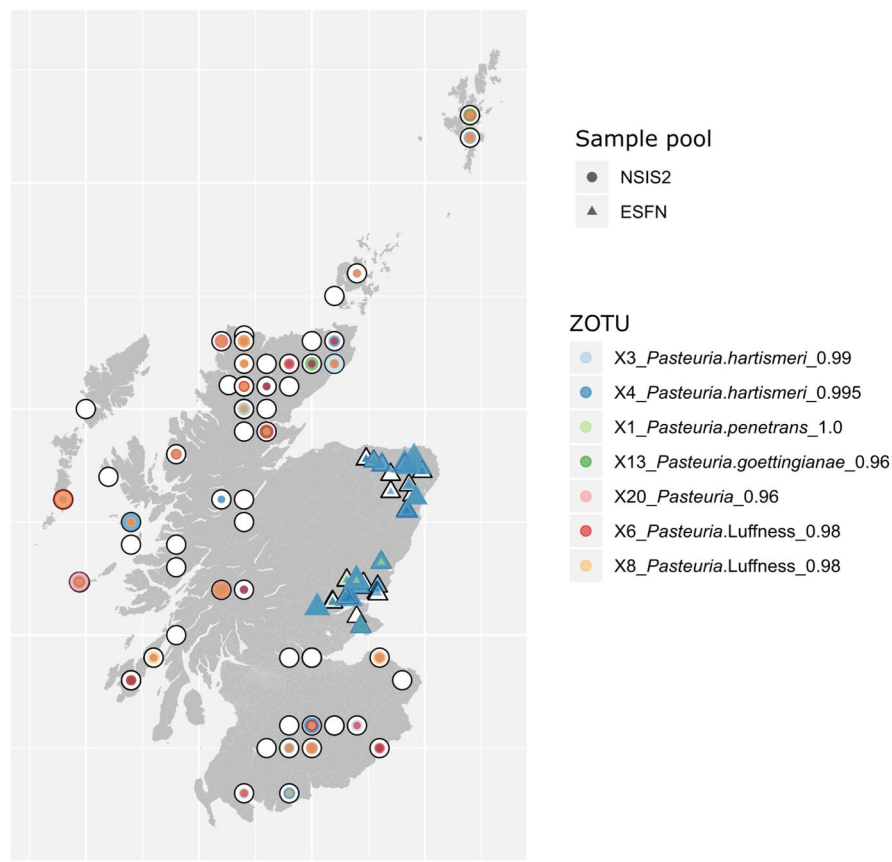 Sample pool
NSIS2
ESFN
ZOTU
X3_Pasteuria.hartismeri_0.99
X4_Pasteuria.hartismeri_0.995
X1_Pasteuria.penetrans_1.0
X13_Pasteuria.goettingianae_0.96
X20_Pasteuria_0.96
X6_Pasteuria.Luffness_0.98
X8_Pasteuria.Luffness_0.98